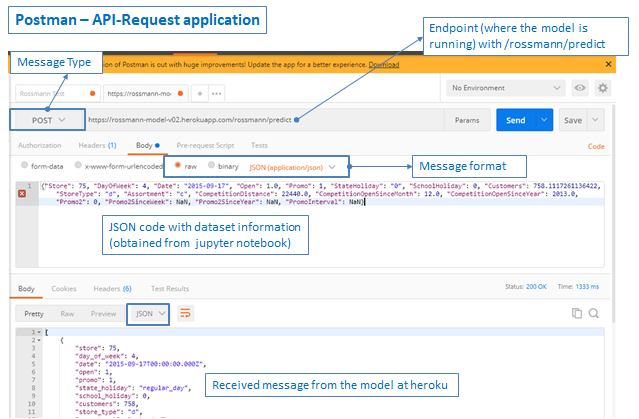 Postman – API-Request application
Endpoint (where the model is
running) with /rossmann/predict
Message Type
on of Postman is out with huge improvements! Update the app for a better experience. Download
Rossmann Test
https://rossmann-mo
No Environment
POST
https://rossmann-model-v02.herokuapp.com/rossmann/predict
Params
Send
Save
Authorization
Headers (1)
Body
Pre-request Script
Tests
Code
form-data
x-www-form-urlencoded
raw
binary
JSON (application/json)
Message format
1
{"Store": 75, "DayOfWeek": 4, "Date": "2015-09-17", "Open": 1.0, "Promo": 1, "StateHoliday": "0", "SchoolHoliday": 0, "Customers": 758.1117261136422,
"StoreType": "d", "Assortment": "c", "CompetitionDistance": 22440.0, "CompetitionOpenSinceMonth": 12.0, "CompetitionOpenSinceYear": 2013.0,
"Promo2": 0, "Promo2SinceWeek": NaN, "Promo2SinceYear": NaN, "PromoInterval": NaN}
JSON code with dataset information
(obtained from jupyter notebook)
Body
Cookies
Headers (6)
Test Results
Status: 200 OK
Time: 1333 ms
Pretty
Raw
Preview
JSON
1 [
2 {
3 "store": 75,
4 "day_of_week": 4,
5 "date": "2015-09-17T00:00:00.000Z",
6 "open": 1,
7 "promo": 1,
8 "state_holiday": "regular_day",
9 "school_holiday": 0,
10 "customers": 758,
11 "store_type": "d",
Received message from the model at heroku